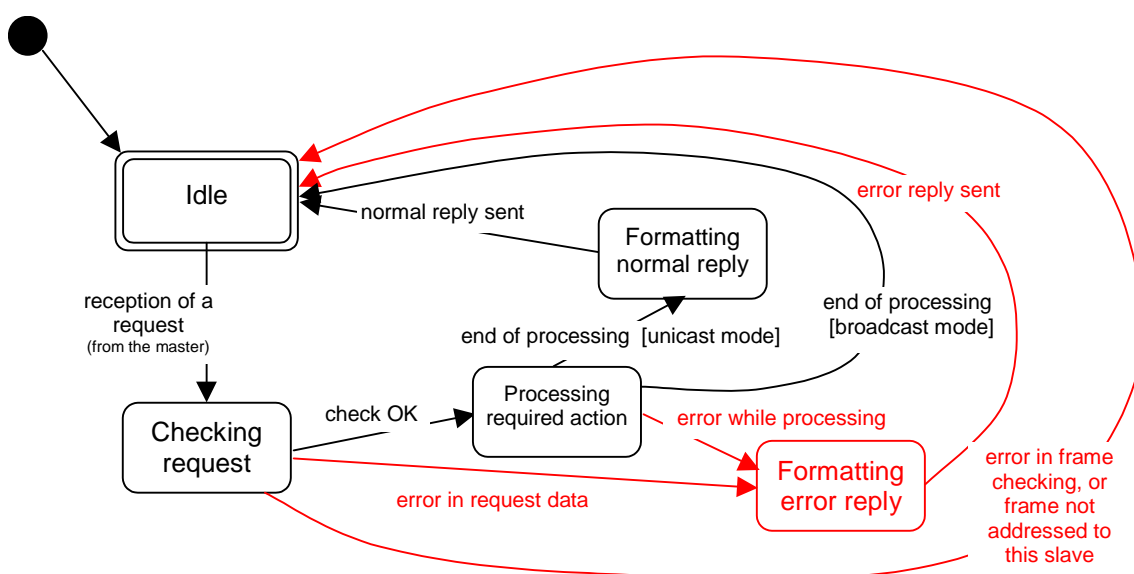 Idle
error reply sent
normal reply sent
Formatting
normal reply
reception of a
request
(from the master)
end of processing
[broadcast mode]
end of processing  [unicast mode]
Processing
required action
check OK
error while processing
Checking
request
Formatting
error reply
error in request data
error in frame
checking, or
frame not
addressed to
this slave